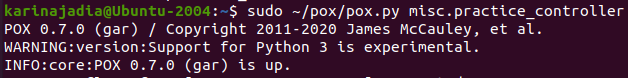 karinajadia@Ubuntu-2004:~$ sudo ~/pox/pox.py misc.practice_controller
POX 0.7.0 (gar) / Copyright 2011-2020 James McCauley, et al.
WARNING:version:Support for Python 3 is experimental.
INFO:core:POX 0.7.0 (gar) is up.